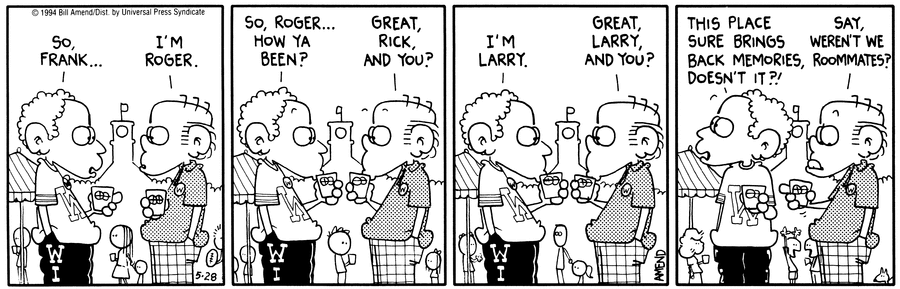 © 1994 Bill Amend/Dist. by Universal Press Syndicate
SO,
FRANK...
I'M
ROGER.
W
W
I
5-28
SO, ROGER...
HOW YA
BEEN?
GREAT,
RICK,
AND YOU?
W
W
I
I'M
LARRY.
GREAT,
LARRY,
AND YOU?
W
W
I
AMEND
THIS PLACE
SURE BRINGS
BACK MEMORIES,
DOESN'T IT?!
SAY,
WEREN'T WE
ROOMMATES?
W